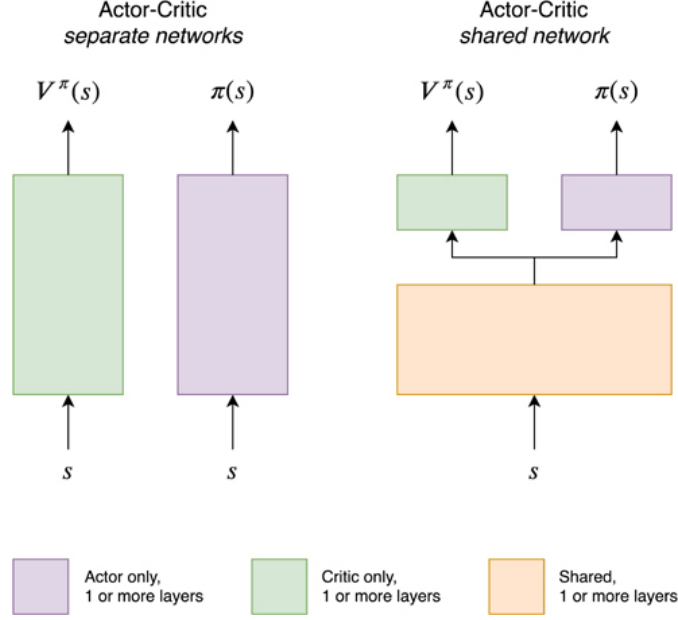 Actor-Critic
separate networks
Actor-Critic
shared network
V^π(s)
π(s)
V^π(s)
π(s)
s
s
s
Actor only,
1 or more layers
Critic only,
1 or more layers
Shared,
1 or more layers